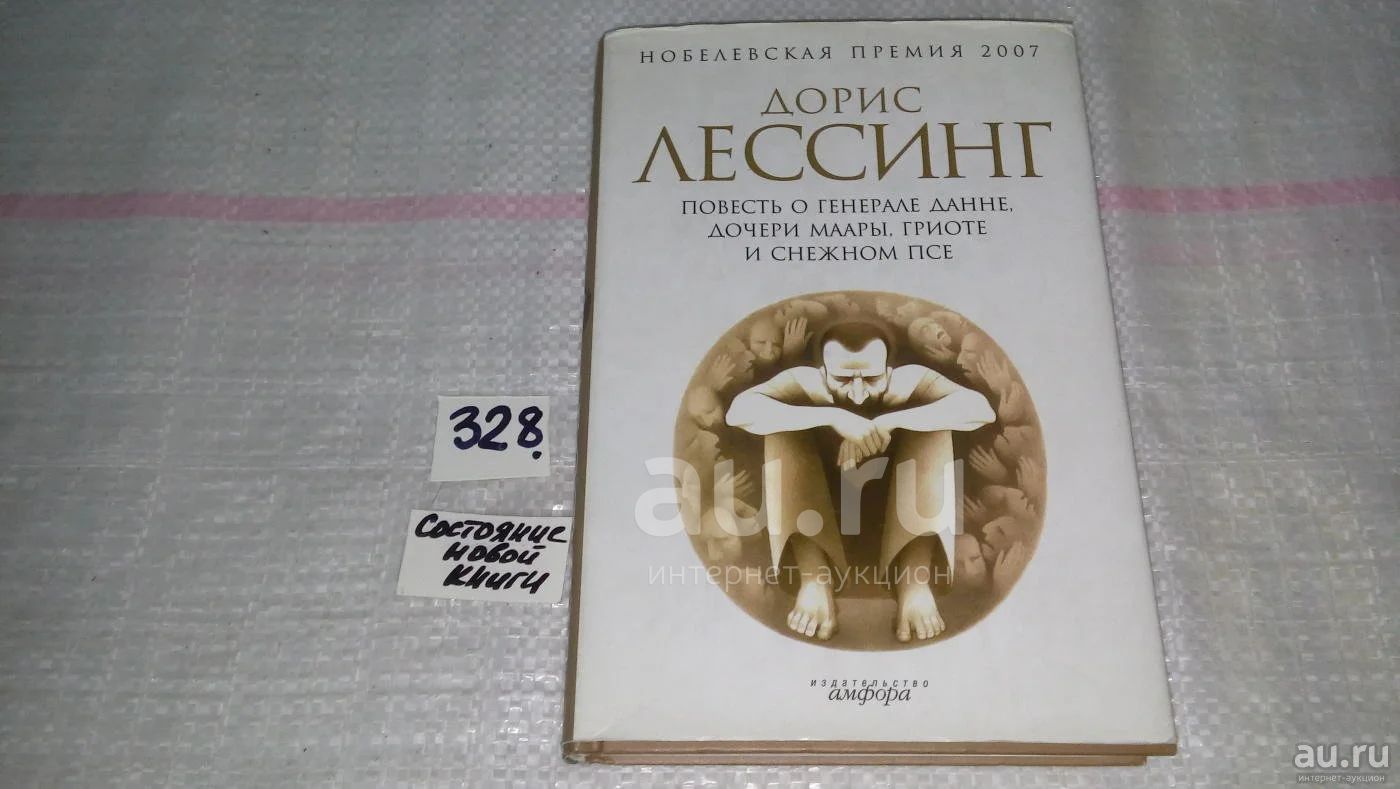 НОБЕЛЕВСКАЯ ПРЕМИЯ 2007
ДОРИС
ЛЕССИНГ
ПОВЕСТЬ О ГЕНЕРАЛЕ ДАННЕ,
ДОЧЕРИ МААРЫ, ГРИОТЕ
И СНЕЖНОМ ПСЕ
328.
Состояние
новой
книги
au.ru
интернет-аукцион
издательство
амфора
au.ru
интернет-аукцион